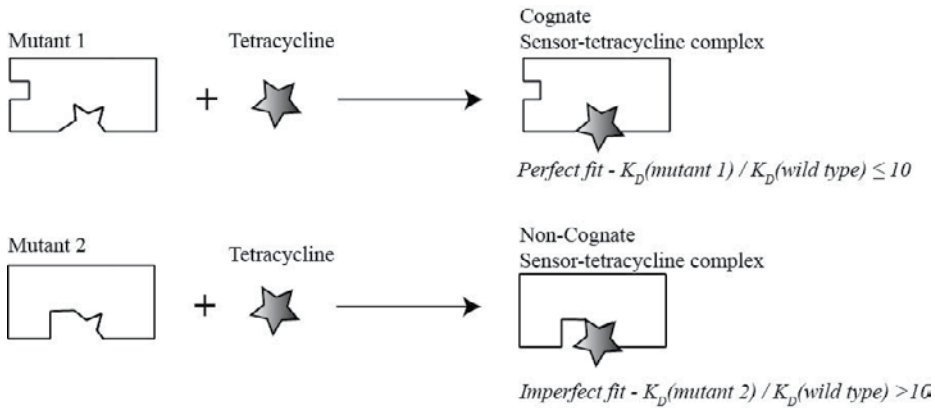 Mutant 1
+
Tetracycline
Cognate
Sensor-tetracycline complex
Perfect fit - K_D(mutant 1) / K_D(wild type) ≤ 10
Mutant 2
+
Tetracycline
Non-Cognate
Sensor-tetracycline complex
Imperfect fit - K_D(mutant 2) / K_D(wild type) >10